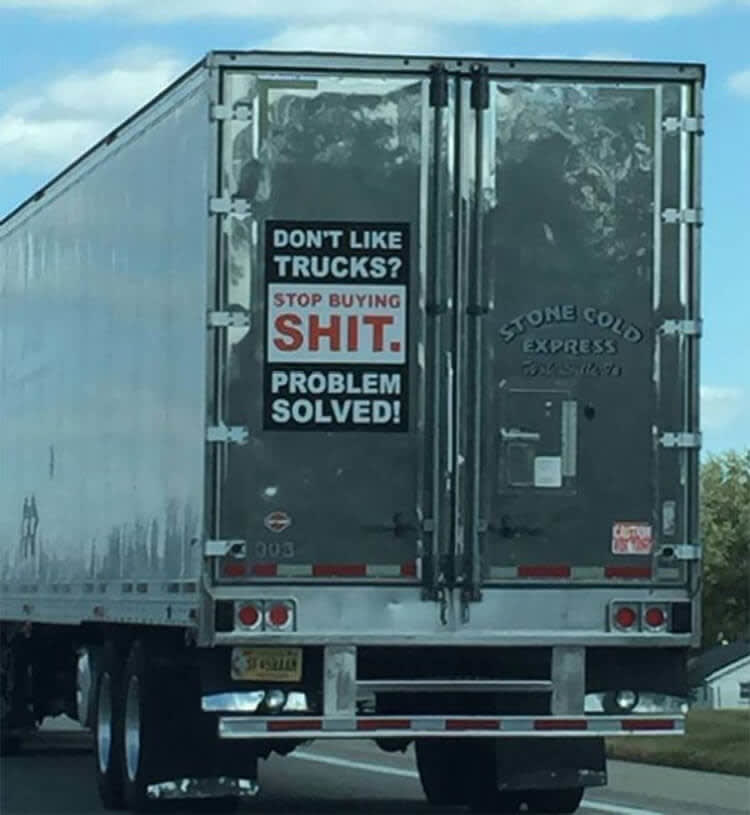 DON'T LIKE
TRUCKS?
STOP BUYING
SHIT.
PROBLEM
SOLVED!
STONE COLD
EXPRESS
303